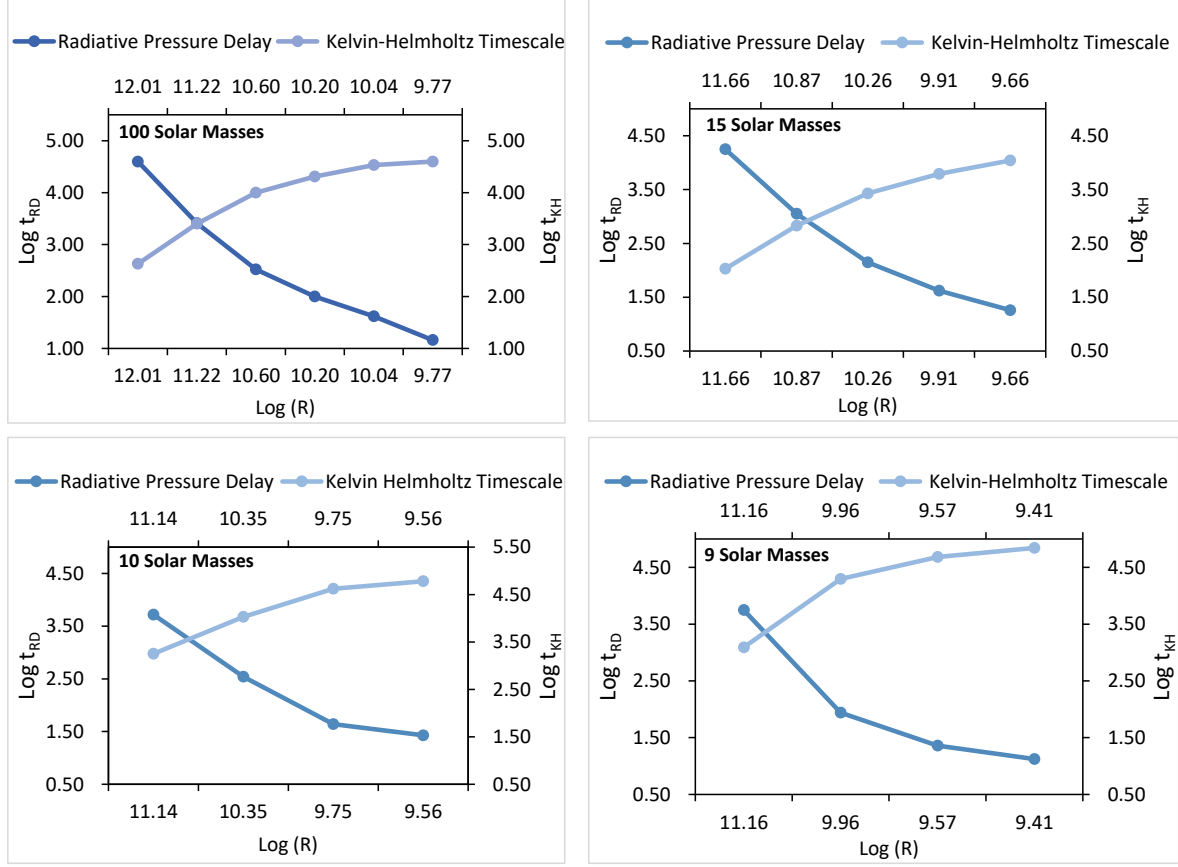 Radiative Pressure Delay Kelvin-Helmholtz Timescale
12.01 11.22 10.60 10.20 10.04 9.77
100 Solar Masses
5.00 5.00
4.00 4.00
3.00 3.00
2.00 2.00
1.00 1.00
Log tRD
Log tKH
12.01 11.22 10.60 10.20 10.04 9.77
Log (R)
Radiative Pressure Delay Kelvin-Helmholtz Timescale
11.66 10.87 10.26 9.91 9.66
15 Solar Masses
4.50 4.50
3.50 3.50
2.50 2.50
1.50 1.50
0.50 0.50
Log tRD
Log tKH
11.66 10.87 10.26 9.91 9.66
Log (R)
Radiative Pressure Delay Kelvin Helmholtz Timescale
11.14 10.35 9.75 9.56
10 Solar Masses
5.50
4.50 4.50
3.50 3.50
2.50 2.50
1.50 1.50
0.50 0.50
Log tRD
Log tKH
11.14 10.35 9.75 9.56
Log (R)
Radiative Pressure Delay Kelvin-Helmholtz Timescale
11.16 9.96 9.57 9.41
9 Solar Masses
4.50 4.50
3.50 3.50
2.50 2.50
1.50 1.50
0.50 0.50
Log tRD
Log tKH
11.16 9.96 9.57 9.41
Log (R)